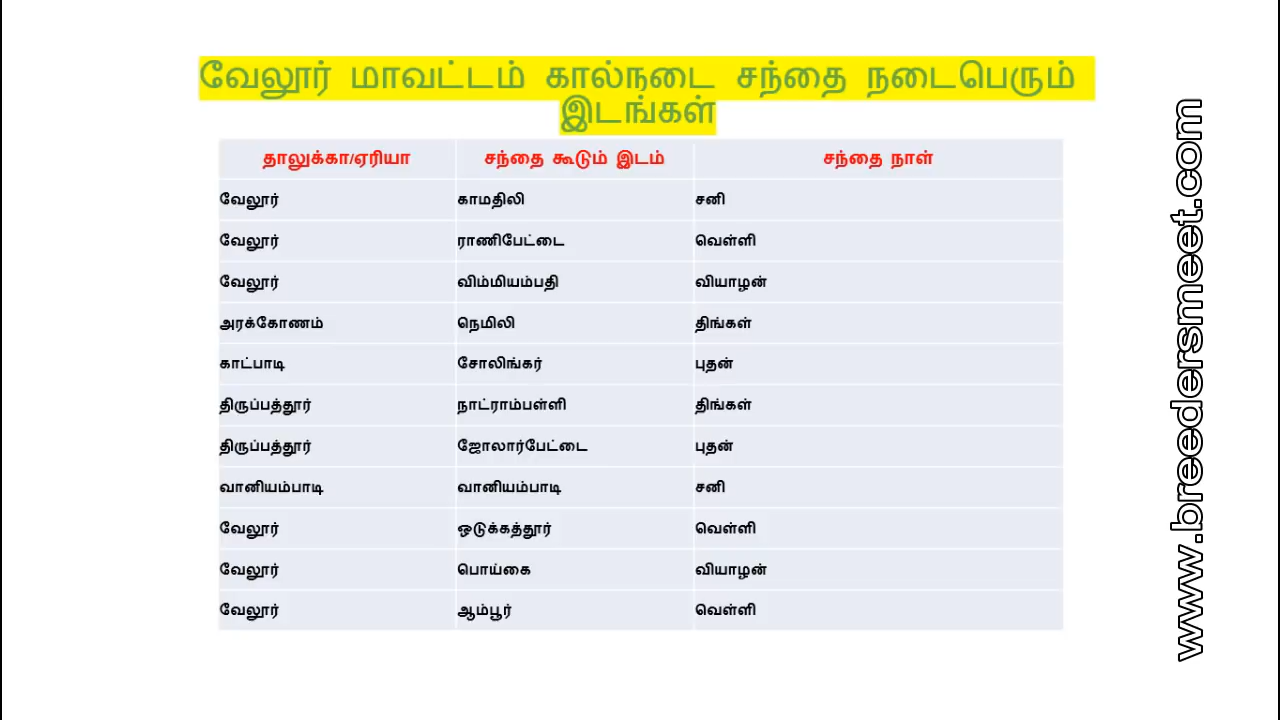 வேலூர் மாவட்டம் கால்நடை சந்தை நடைபெரும்
இடங்கள்
தாலுக்கா/ஏரியா சந்தை கூடும் இடம் சந்தை நாள்
வேலூர் காமதிலி சனி
வேலூர் ராணிபேட்டை வெள்ளி
வேலூர் விம்மியம்பதி வியாழன்
அரக்கோணம் நெமிலி திங்கள்
காட்பாடி சோலிங்கர் புதன்
திருப்பத்தூர் நாட்ராம்பள்ளி திங்கள்
திருப்பத்தூர் ஜோலார்பேட்டை புதன்
வானியம்பாடி வானியம்பாடி சனி
வேலூர் ஒடுக்கத்தூர் வெள்ளி
வேலூர் பொய்கை வியாழன்
வேலூர் ஆம்பூர் வெள்ளி
www.breedersmeet.com